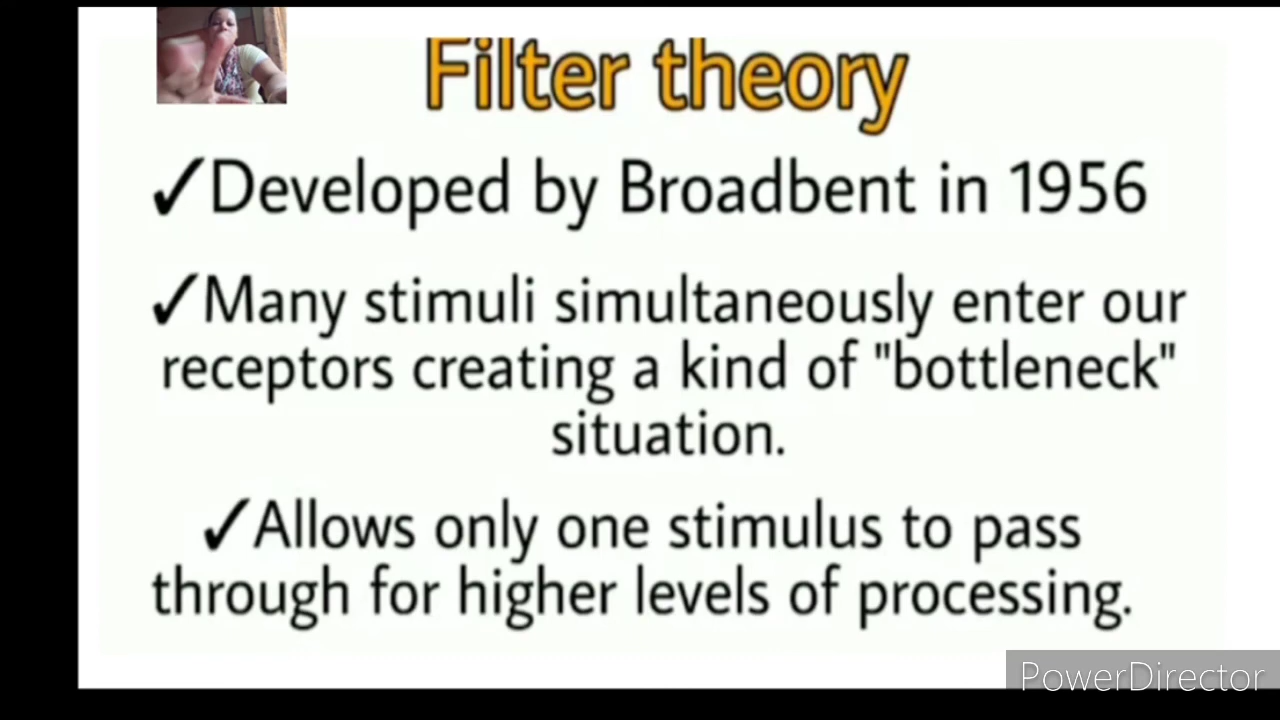 Filter theory
✓Developed by Broadbent in 1956
✓Many stimuli simultaneously enter our
receptors creating a kind of "bottleneck"
situation.
✓Allows only one stimulus to pass
through for higher levels of processing.
PowerDirector